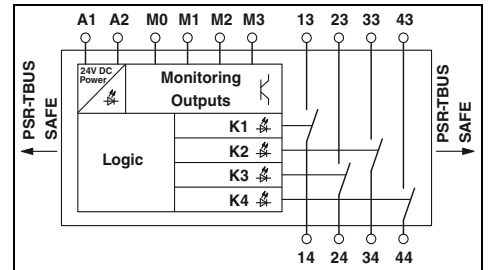 A1 A2 M0 M1 M2 M3 13 23 33 43
24V DC
Power
Monitoring
Outputs
PSR-TBUS
SAFE
Logic
K1
K2
K3
K4
PSR-TBUS
SAFE
14 24 34 44